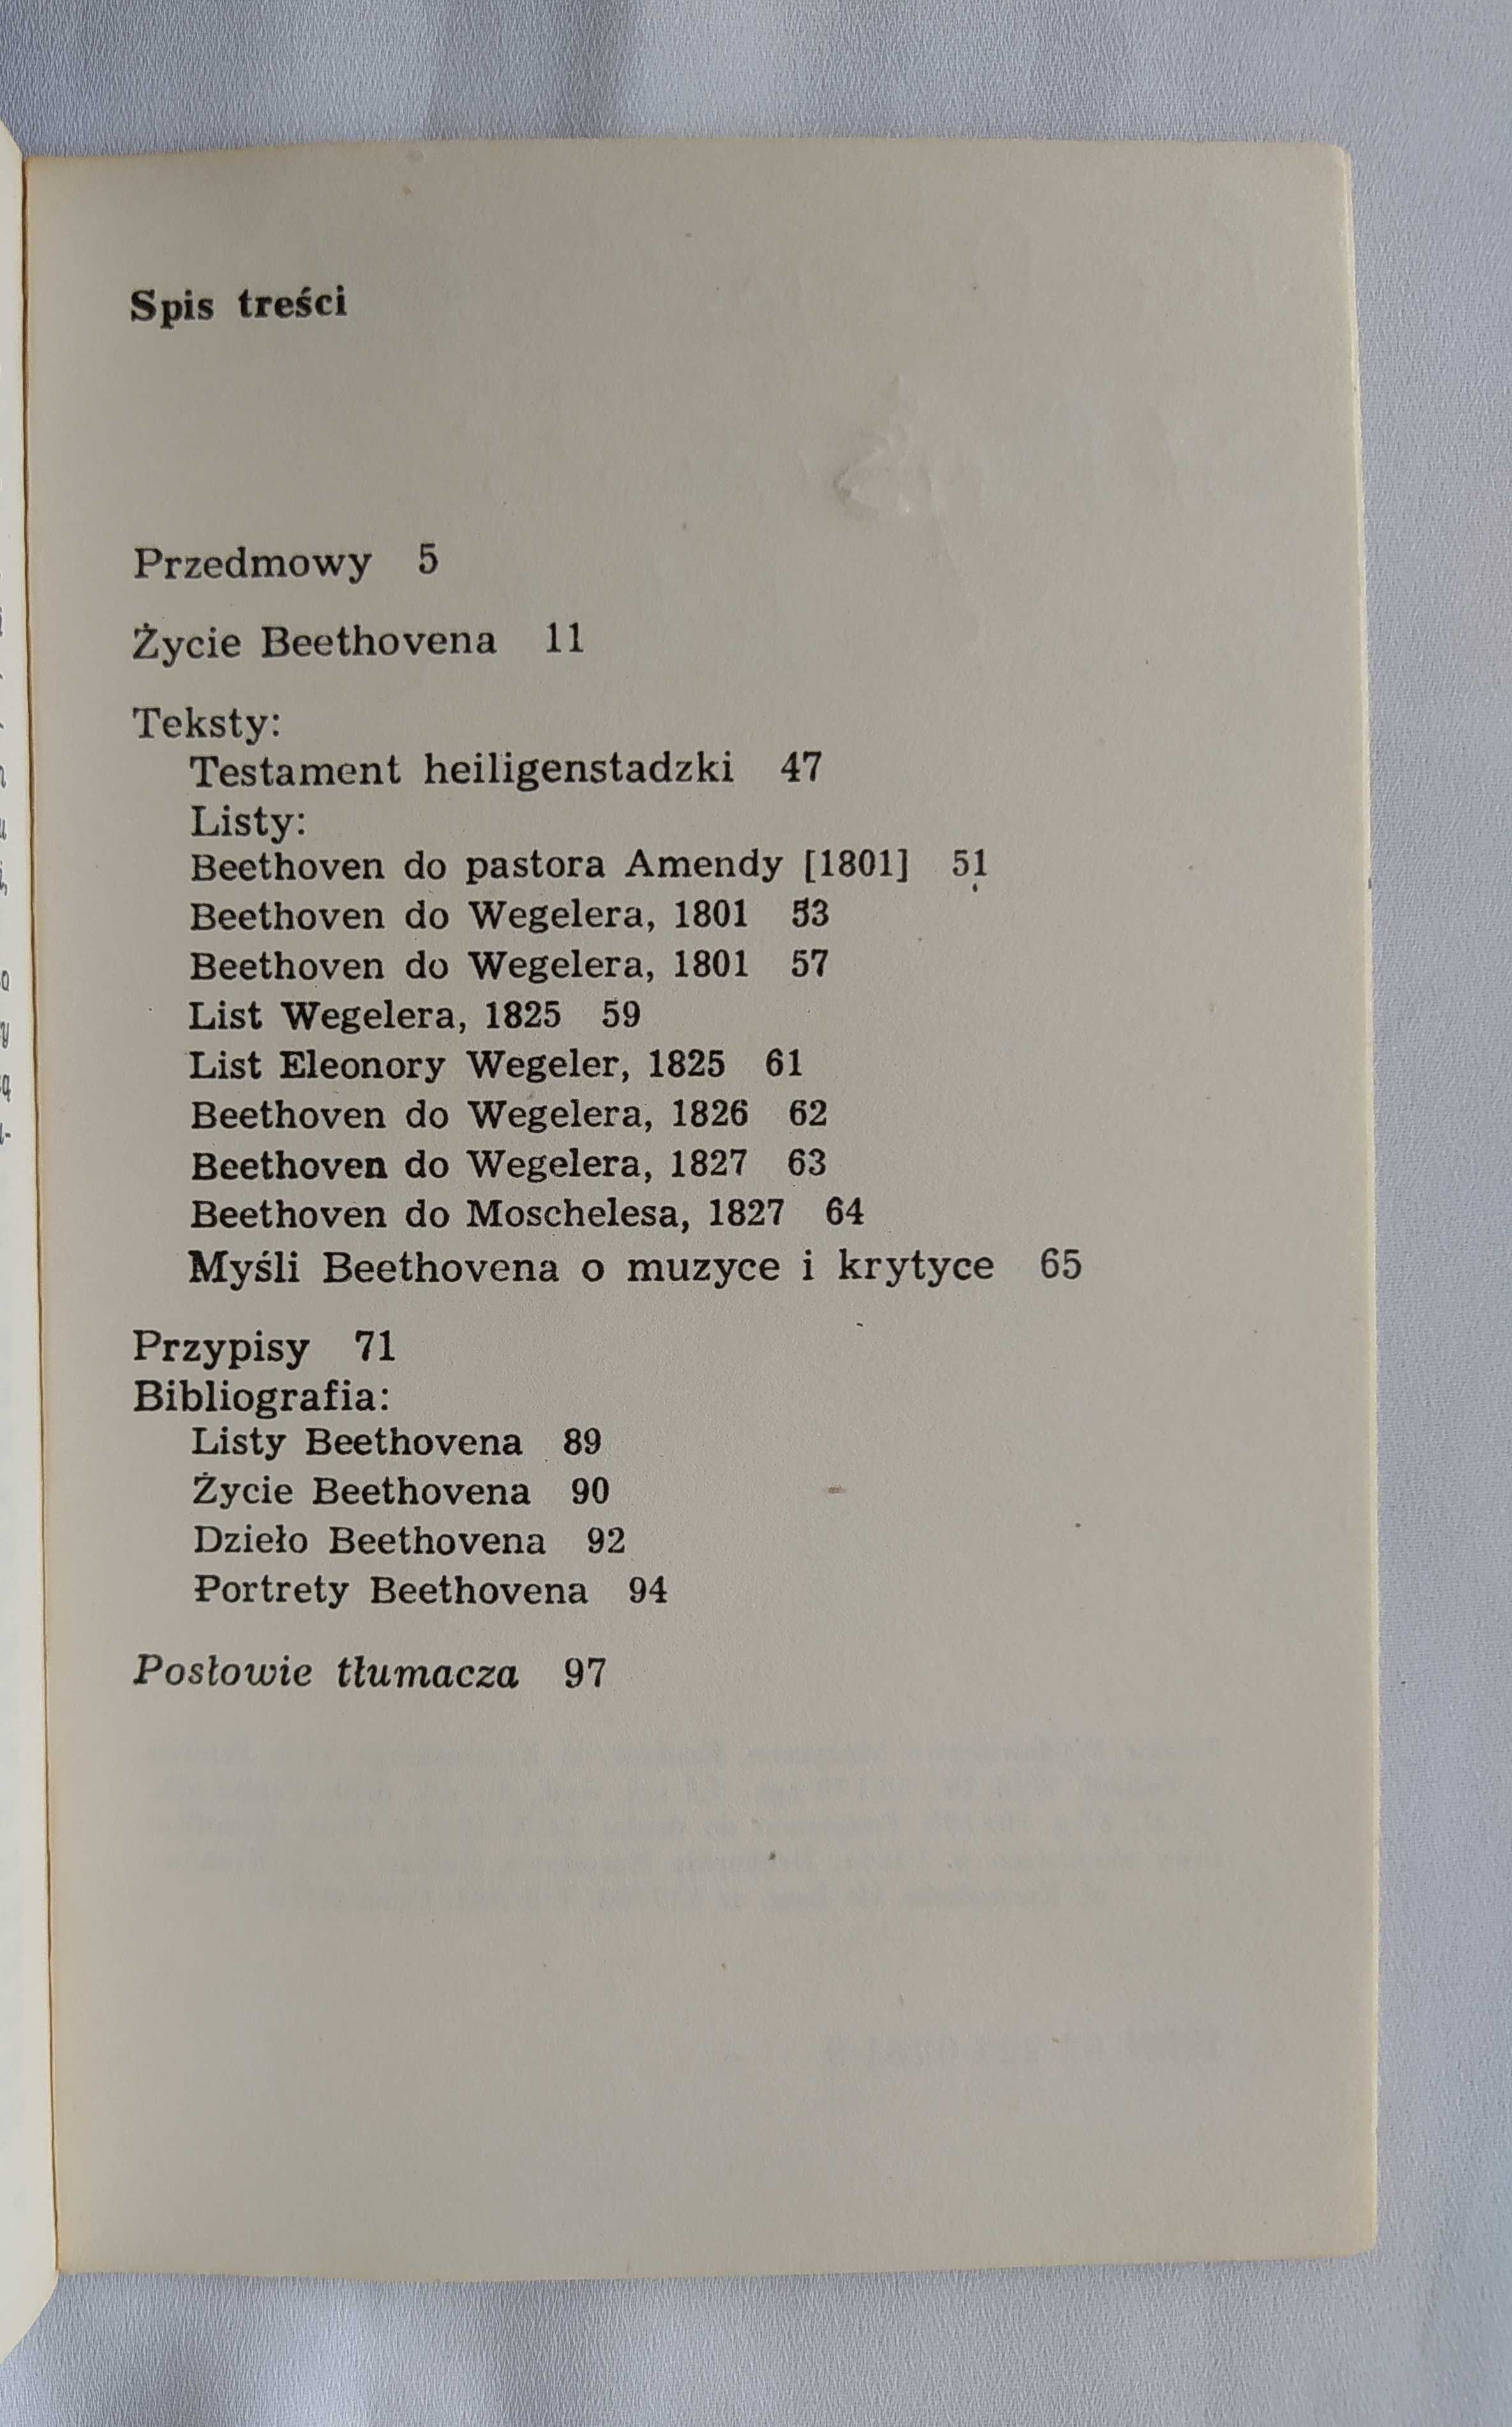 Spis treści
Przedmowy 5
Życie Beethovena 11
Teksty:
Testament heiligenstadzki 47
Listy:
Beethoven do pastora Amendy [1801] 51
Beethoven do Wegelera, 1801 53
Beethoven do Wegelera, 1801 57
List Wegelera, 1825 59
List Eleonory Wegeler, 1825 61
Beethoven do Wegelera, 1826 62
Beethoven do Wegelera, 1827 63
Beethoven do Moschelesa, 1827 64
Myśli Beethovena o muzyce i krytyce 65
Przypisy 71
Bibliografia:
Listy Beethovena 89
Życie Beethovena 90
Dzieło Beethovena 92
Portrety Beethovena 94
Posłowie tłumacza 97